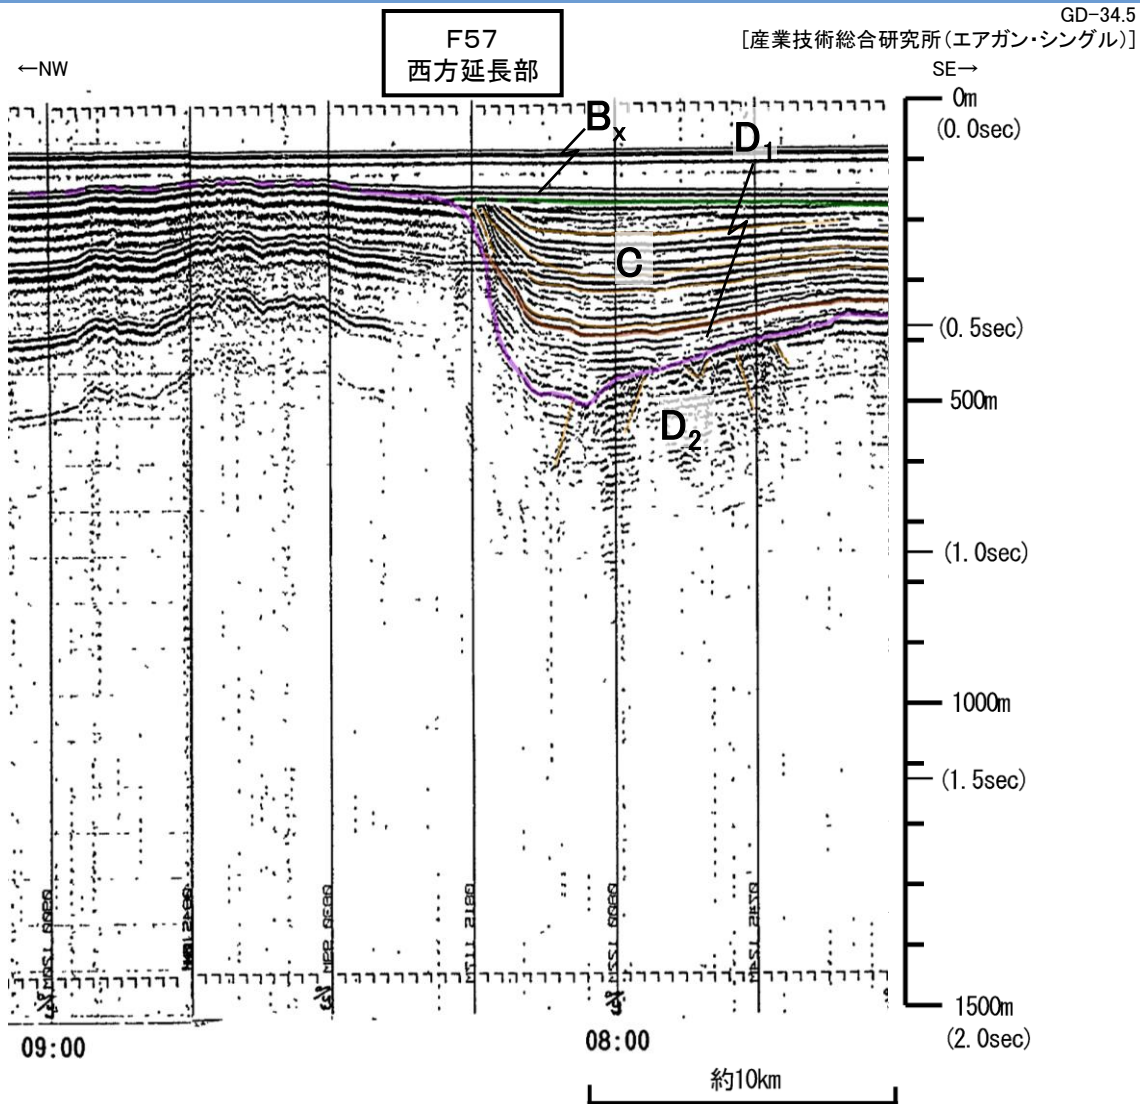 GD-34.5
[産業技術総合研究所(エアガン・シングル)]
F57
西方延長部
←NW
SE→
0m
(0.0sec)
Bx
D1
C
(0.5sec)
500m
D2
(1.0sec)
1000m
(1.5sec)
1500m
(2.0sec)
09:00
08:00
約10km